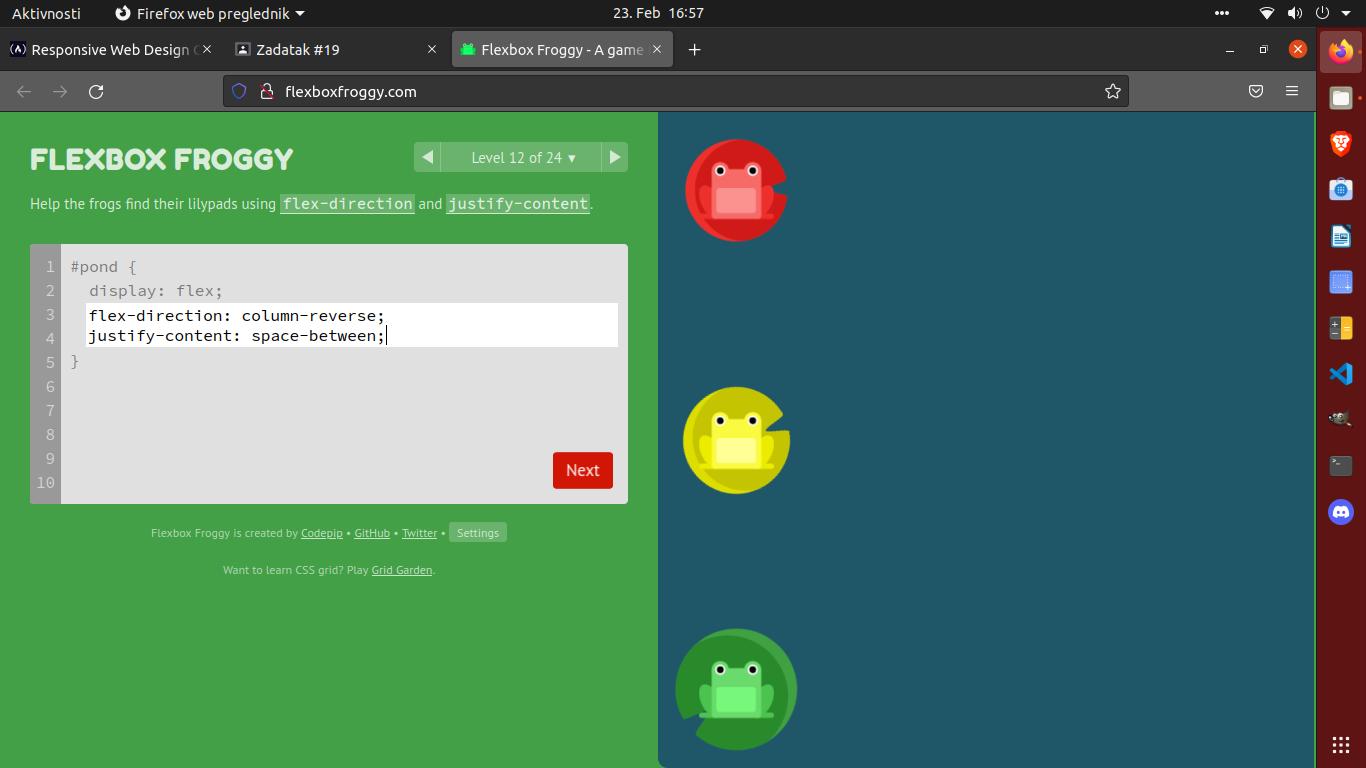 Aktivnosti
Firefox web preglednik
23. Feb 16:57
Responsive Web Design
Zadatak #19
Flexbox Froggy - A game
flexboxfroggy.com
FLEXBOX FROGGY
Level 12 of 24 ▾
Help the frogs find their lilypads using flex-direction and justify-content.
1 #pond {
2 display: flex;
3 flex-direction: column-reverse;
4 justify-content: space-between;
5 }
6
7
8
9
10
Next
Flexbox Froggy is created by Codepip • GitHub • Twitter • Settings
Want to learn CSS grid? Play Grid Garden.